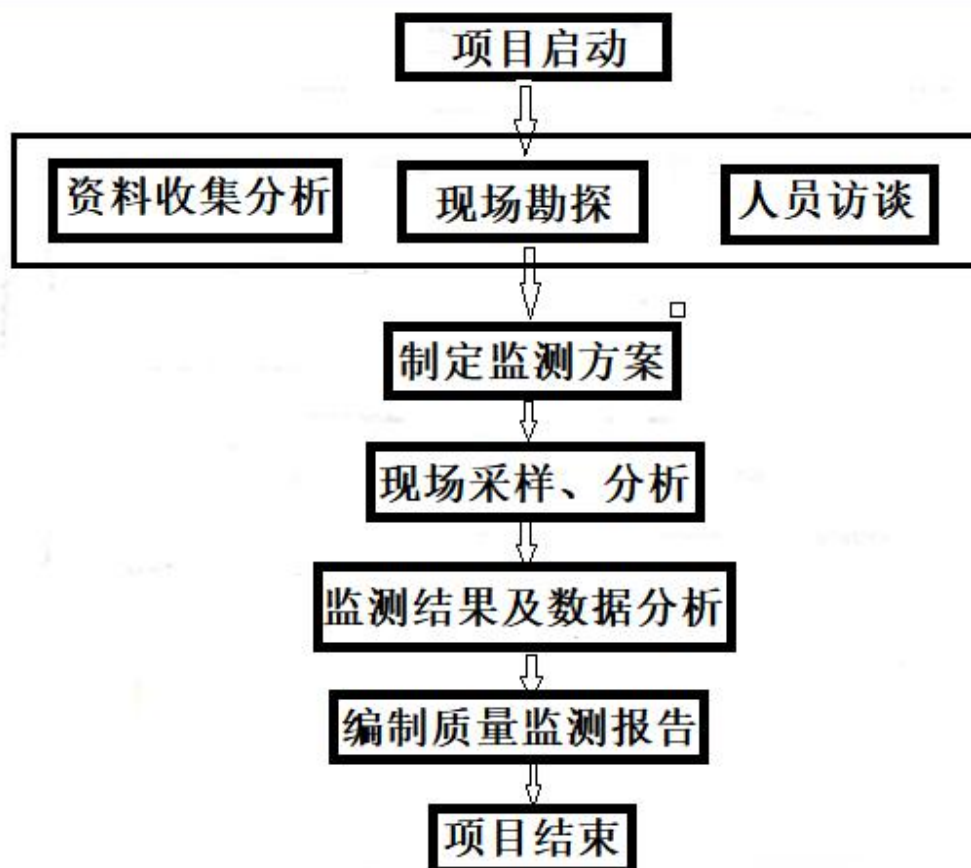 项目启动
资料收集分析
现场勘探
人员访谈
制定监测方案
现场采样、分析
监测结果及数据分析
编制质量监测报告
项目结束